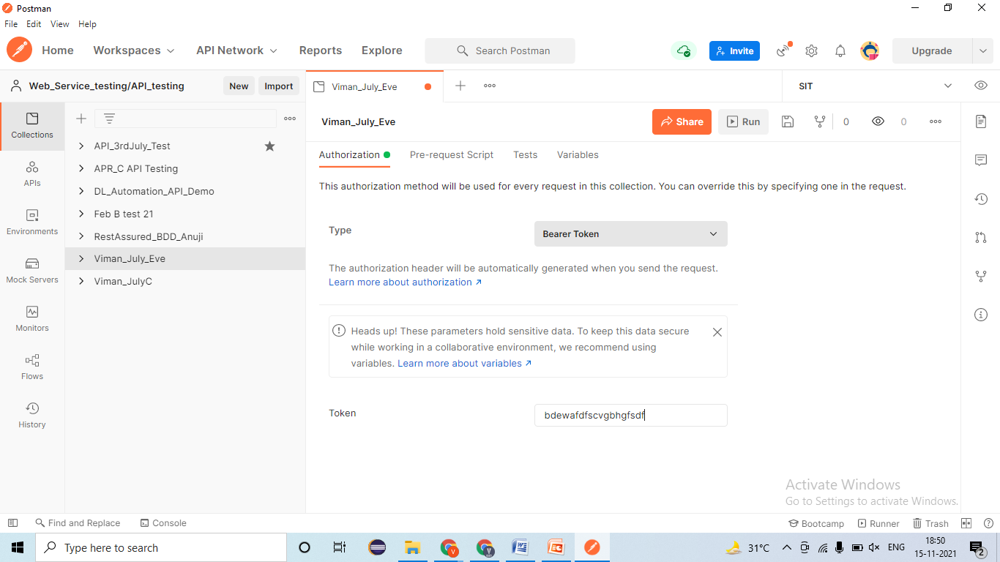 Postman
File Edit View Help
Home Workspaces API Network Reports Explore Search Postman Invite Upgrade
Web_Service_testing/API_testing New Import
Viman_July_Eve
SIT
Collections
APIs
Environments
Mock Servers
Monitors
Flows
History
API_3rdJuly_Test
APR_C API Testing
DL_Automation_API_Demo
Feb B test 21
RestAssured_BDD_Anuji
Viman_July_Eve
Viman_JulyC
Viman_July_Eve Share Run 0 0
Authorization Pre-request Script Tests Variables
This authorization method will be used for every request in this collection. You can override this by specifying one in the request.
Type Bearer Token
The authorization header will be automatically generated when you send the request.
Learn more about authorization ↗
Heads up! These parameters hold sensitive data. To keep this data secure
while working in a collaborative environment, we recommend using
variables. Learn more about variables ↗
Token bdewafdfscvgbhgfsdf
Activate Windows
Go to Settings to activate Windows.
Find and Replace Console Bootcamp Runner Trash
Type here to search
31°C ENG
18:50
15-11-2021
2